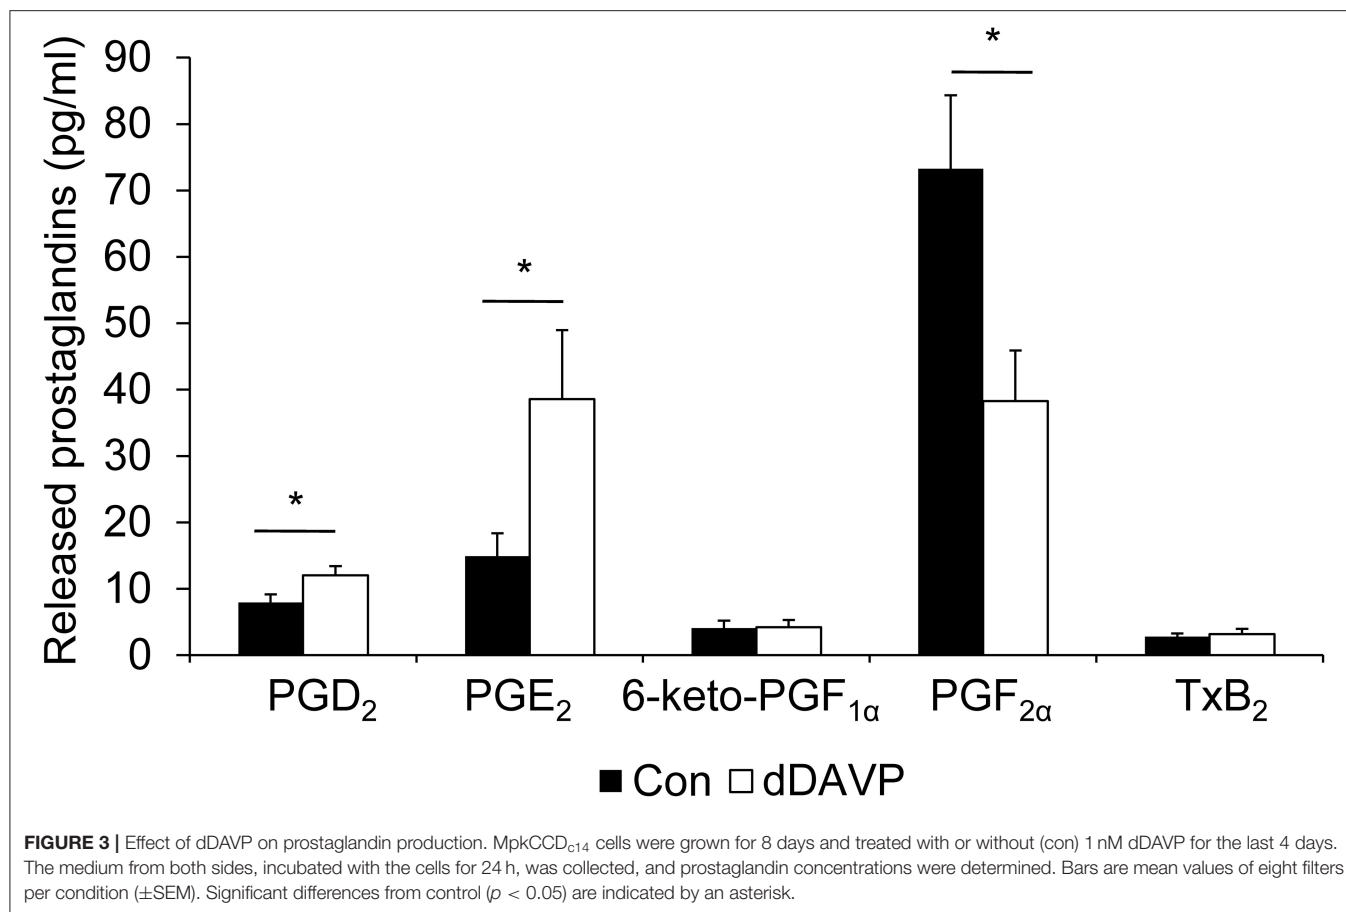 Released prostaglandins (pg/ml)
90
80
70
60
50
40
30
20
10
0
*
*
*
PGD₂ PGE₂ 6-keto-PGF₁α PGF₂α TxB₂
Con dDAVP
FIGURE 3 | Effect of dDAVP on prostaglandin production. MpkCCDc14 cells were grown for 8 days and treated with or without (con) 1 nM dDAVP for the last 4 days.
The medium from both sides, incubated with the cells for 24 h, was collected, and prostaglandin concentrations were determined. Bars are mean values of eight filters
per condition (±SEM). Significant differences from control (p < 0.05) are indicated by an asterisk.